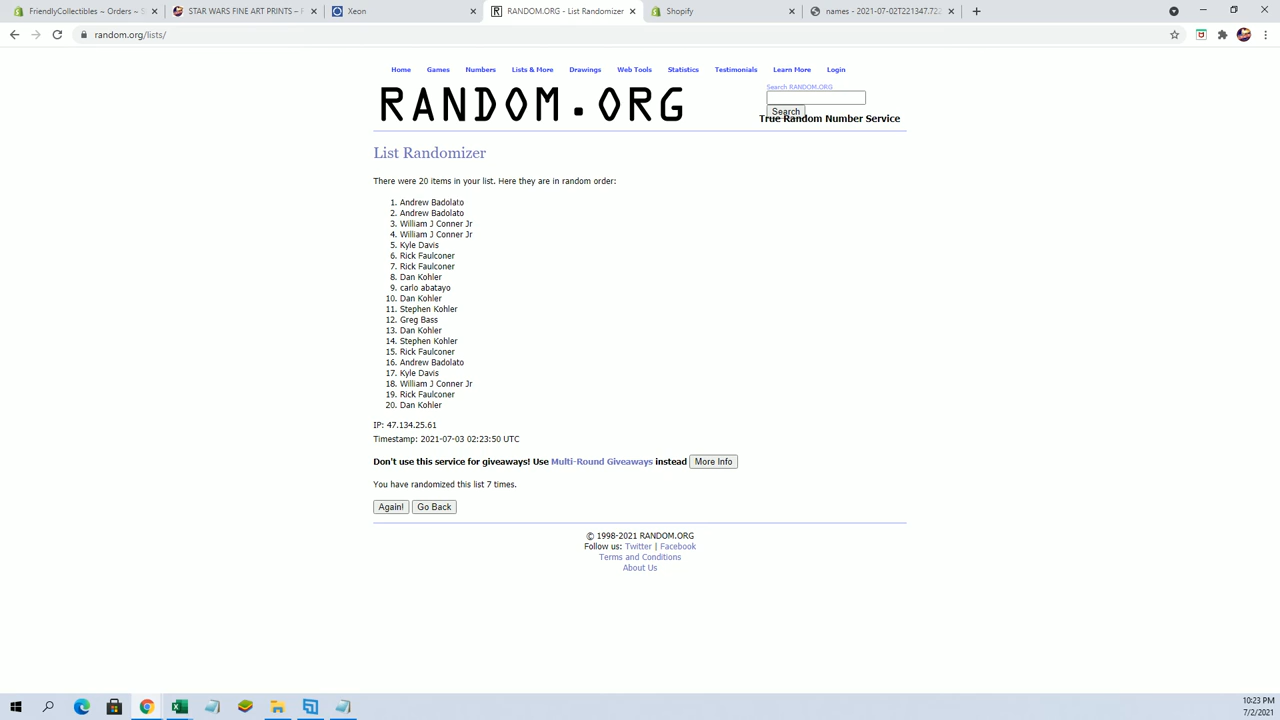 FriendlyCollectibles ~ Orders ~ S
STAR WARS FINE ART PRINTS – F
Xeon
RANDOM.ORG - List Randomizer
Shopify
names - 2021-07-02T221347.723
random.org/lists/
Home Games Numbers Lists & More Drawings Web Tools Statistics Testimonials Learn More Login
RANDOM.ORG
Search RANDOM.ORG
Search
True Random Number Service
List Randomizer
There were 20 items in your list. Here they are in random order:
1. Andrew Badolato
2. Andrew Badolato
3. William J Conner Jr
4. William J Conner Jr
5. Kyle Davis
6. Rick Faulconer
7. Rick Faulconer
8. Dan Kohler
9. carlo abatayo
10. Dan Kohler
11. Stephen Kohler
12. Greg Bass
13. Dan Kohler
14. Stephen Kohler
15. Rick Faulconer
16. Andrew Badolato
17. Kyle Davis
18. William J Conner Jr
19. Rick Faulconer
20. Dan Kohler
IP: 47.134.25.61
Timestamp: 2021-07-03 02:23:50 UTC
Don't use this service for giveaways! Use Multi-Round Giveaways instead More Info
You have randomized this list 7 times.
Again! Go Back
© 1998-2021 RANDOM.ORG
Follow us: Twitter | Facebook
Terms and Conditions
About Us
10:23 PM
7/2/2021